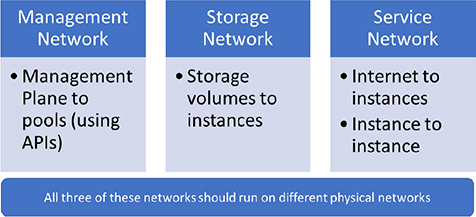 Management
Network
• Management
Plane to
pools (using
APIs)
Storage
Network
• Storage
volumes to
instances
Service
Network
• Internet to
instances
• Instance to
instance
All three of these networks should run on different physical networks